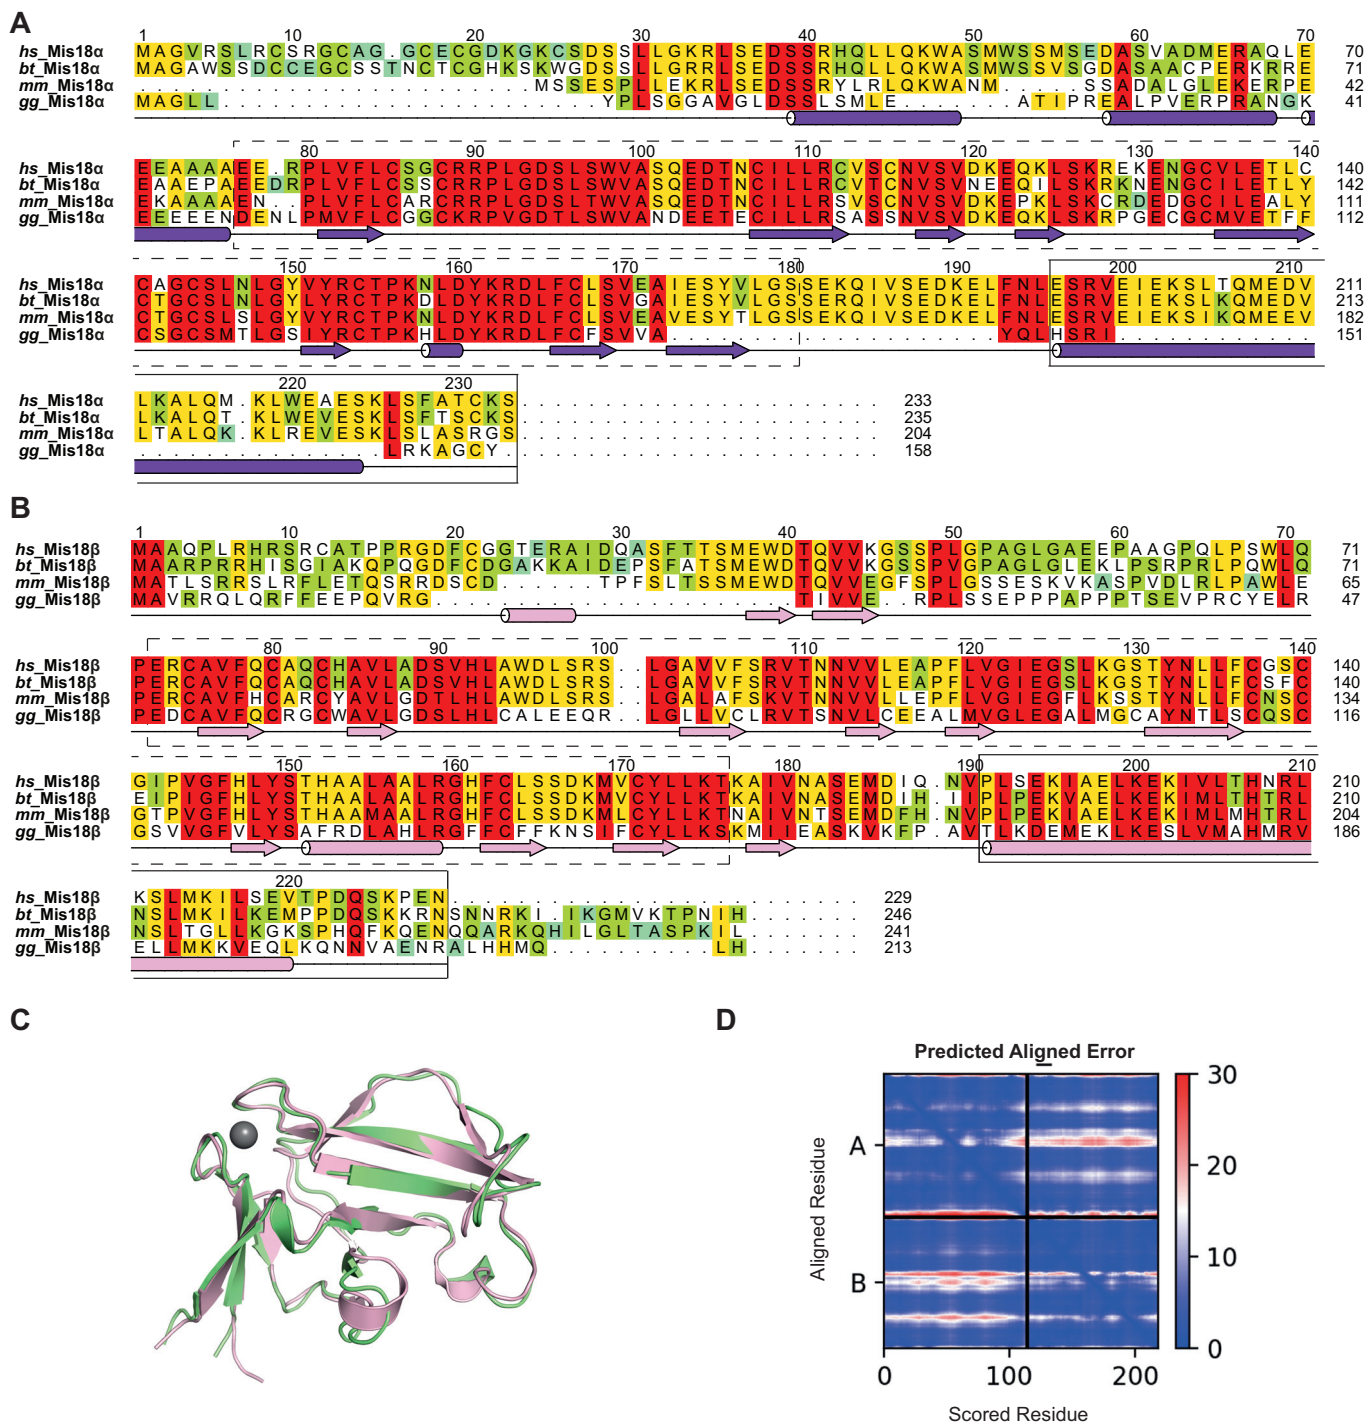 A
1 10 20 30 40 50 60 70
hs_Mis18α MAGVRSLRCSRGCAG.GCECGDKGKCSDSSLLGKRLSEDSSRHQLLQKWASMWSSMSEDASVADMERAQLE 70
bt_Mis18α MAGAWSSDCCEGCSSTNCTCGHKSKWGDSSLLGRRLSEDSSRHQLLQKWASMWSSVSGDASAACPERKRRE 71
mm_Mis18α ........................MSSESPLLEKRLSEDSSRYLRLQKWANM.....SSADALGLEKERPE 42
gg_Mis18α MAGLL.......................YPLSGGAVGLDSSLSMLE.......ATIPREALPVERPRANGK 41
80 90 100 110 120 130 140
hs_Mis18α EEAAAAEE.RPLVFLCSGCRRPLGDSLSWVASQEDTNCILLRCVSCNVSVDKEQKLSKREKENGCVLETLC 140
bt_Mis18α EAAEPAEEDRPLVFLCSSCRRPLGDSLSWVASQEDTNCILLRCVTCNVSVNEEQILSKRKNENGCILETLY 142
mm_Mis18α EKAAAAEN..PLVFLCARCRRPLGDSLTWVASQEDTNCILLRSVSCNVSVDKEPKLSKCRDEDGCILEALY 111
gg_Mis18α EEEEENDENLPMVFLCGGCKRPVGDTLSWVANDEETECILLRSASSNVSVDKEQKLSKRPGECGCMVETFF 112
150 160 170 180 190 200 210
hs_Mis18α CAGCSLNLGYVYRCTPKNLDYKRDLFCLSVEAIESYVLGSSEKQIVSEDKELFNLESRVEIEKSLTQMEDV 211
bt_Mis18α CTGCSLNLGYLYRCTPKDLDYKRDLFCLSVGAIESYVLGSSEKQIVSEDKELFNLESRVEIEKSLKQMEDV 213
mm_Mis18α CTGCSLSLGYVYRCTPKNLDYKRDLFCLSVEAVESYTLGSSEKQIVSEDKELFNLESRVEIEKSIKQMEEV 182
gg_Mis18α CSGCSMTLGSIYRCTPKHLDYKRDLFCFSVVA....................YQLHSRI............ 151
220 230
hs_Mis18α LKALQM.KLWEAESKLSFATCKS...................... 233
bt_Mis18α LKALQT.KLWEVESKLSFTSCKS...................... 235
mm_Mis18α LTALQK.KLREVESKLSLASRGS...................... 204
gg_Mis18α ...............LRKAGCY....................... 158
B
1 10 20 30 40 50 60 70
hs_Mis18β MAAQPLRHRSRCATPPRGDFCGGTERAIDQASFTTSMEWDTQVVKGSSPLGPAGLGAEEPAAGPQLPSWLQ 71
bt_Mis18β MARPRRHISGIAKQPQGDFCDGAKKAIDEPSFTTSMEWDTQVVKGSSPVGPAGLGLEKLPSRPRLPSWLQ 71
mm_Mis18β MATLSRRSLRFLETQSRRDSCD......TPFSLTSSMEWDTQVVEGFSPLGSSESKVKASPVDLRLPAWLE 65
gg_Mis18β MAVRRQLQRFFEEPQVRG......................TIVVE..RPLSSEPPPAPPPTSEVPRCYELR 47
80 90 100 110 120 130 140
hs_Mis18β PERCAVFQCAQCHAVLADSVHLAWDLSRS..LGAVVFSRVTNNVVLEAPFLVGIEGSLKGSTYNLLFCGSC 140
bt_Mis18β PERCAVFQCAQCHAVLADSVHLAWDLSRS..LGAVVFSRVTNNVVLEAPFLVGIEGSLKGSTYNLLFCSFC 140
mm_Mis18β PERCAVFHCARCYAVLGDTLHLAWDLSRS..LGALAFSKVTNNVVLLEPFLVGIEGFLKSSTYNLLFCNSC 134
gg_Mis18β PEDCAVFQCRGCWAVLGDSLHLCALEEQR..LGLLVCLRVTSNVLCEEALMVGLEGALMGCAYNTLSCQSC 116
150 160 170 180 190 200 210
hs_Mis18β GIPVGFHLYSTHAALAALRGHFCLSSDKMVCYLLKTKAIVNASEMDIQ.NVPLSEKIAELKEKIVLTHNRL 210
bt_Mis18β EIPIGFHLYSTHAALAALRGHFCLSSDKMVCYLLKTKAIVNASEMDIH.IIPLPEKVAELKEKIMLTHTRL 210
mm_Mis18β GTPVGFHLYSTHAAMAALRGHFCLSSDKMVCYLLKTNAIVNTSEMDFH.NVPLPEKIAELKEKIMLMHTRL 204
gg_Mis18β GSVVGFVLYSAFRDLAHLRGFFCFFKNSIFCYLLKSKMIIEASKVKFP.AVTLKDEMEKLKESLVMAHMRV 186
220
hs_Mis18β KSLMKILSEVTPDQSKPEN......................... 229
bt_Mis18β NSLMKILKEMPPDQSKKRNSNNRKI.IKGMVKTPNIH....... 246
mm_Mis18β NSLTGLLKGKSPHQFKQENQQARKQHILGLTASPKIL....... 241
gg_Mis18β ELLMKKVEQLKQNNVAENRALHHMQ..........LH....... 213
C
D
Predicted Aligned Error
Aligned Residue
A
B
0 100 200
Scored Residue
30
20
10
0